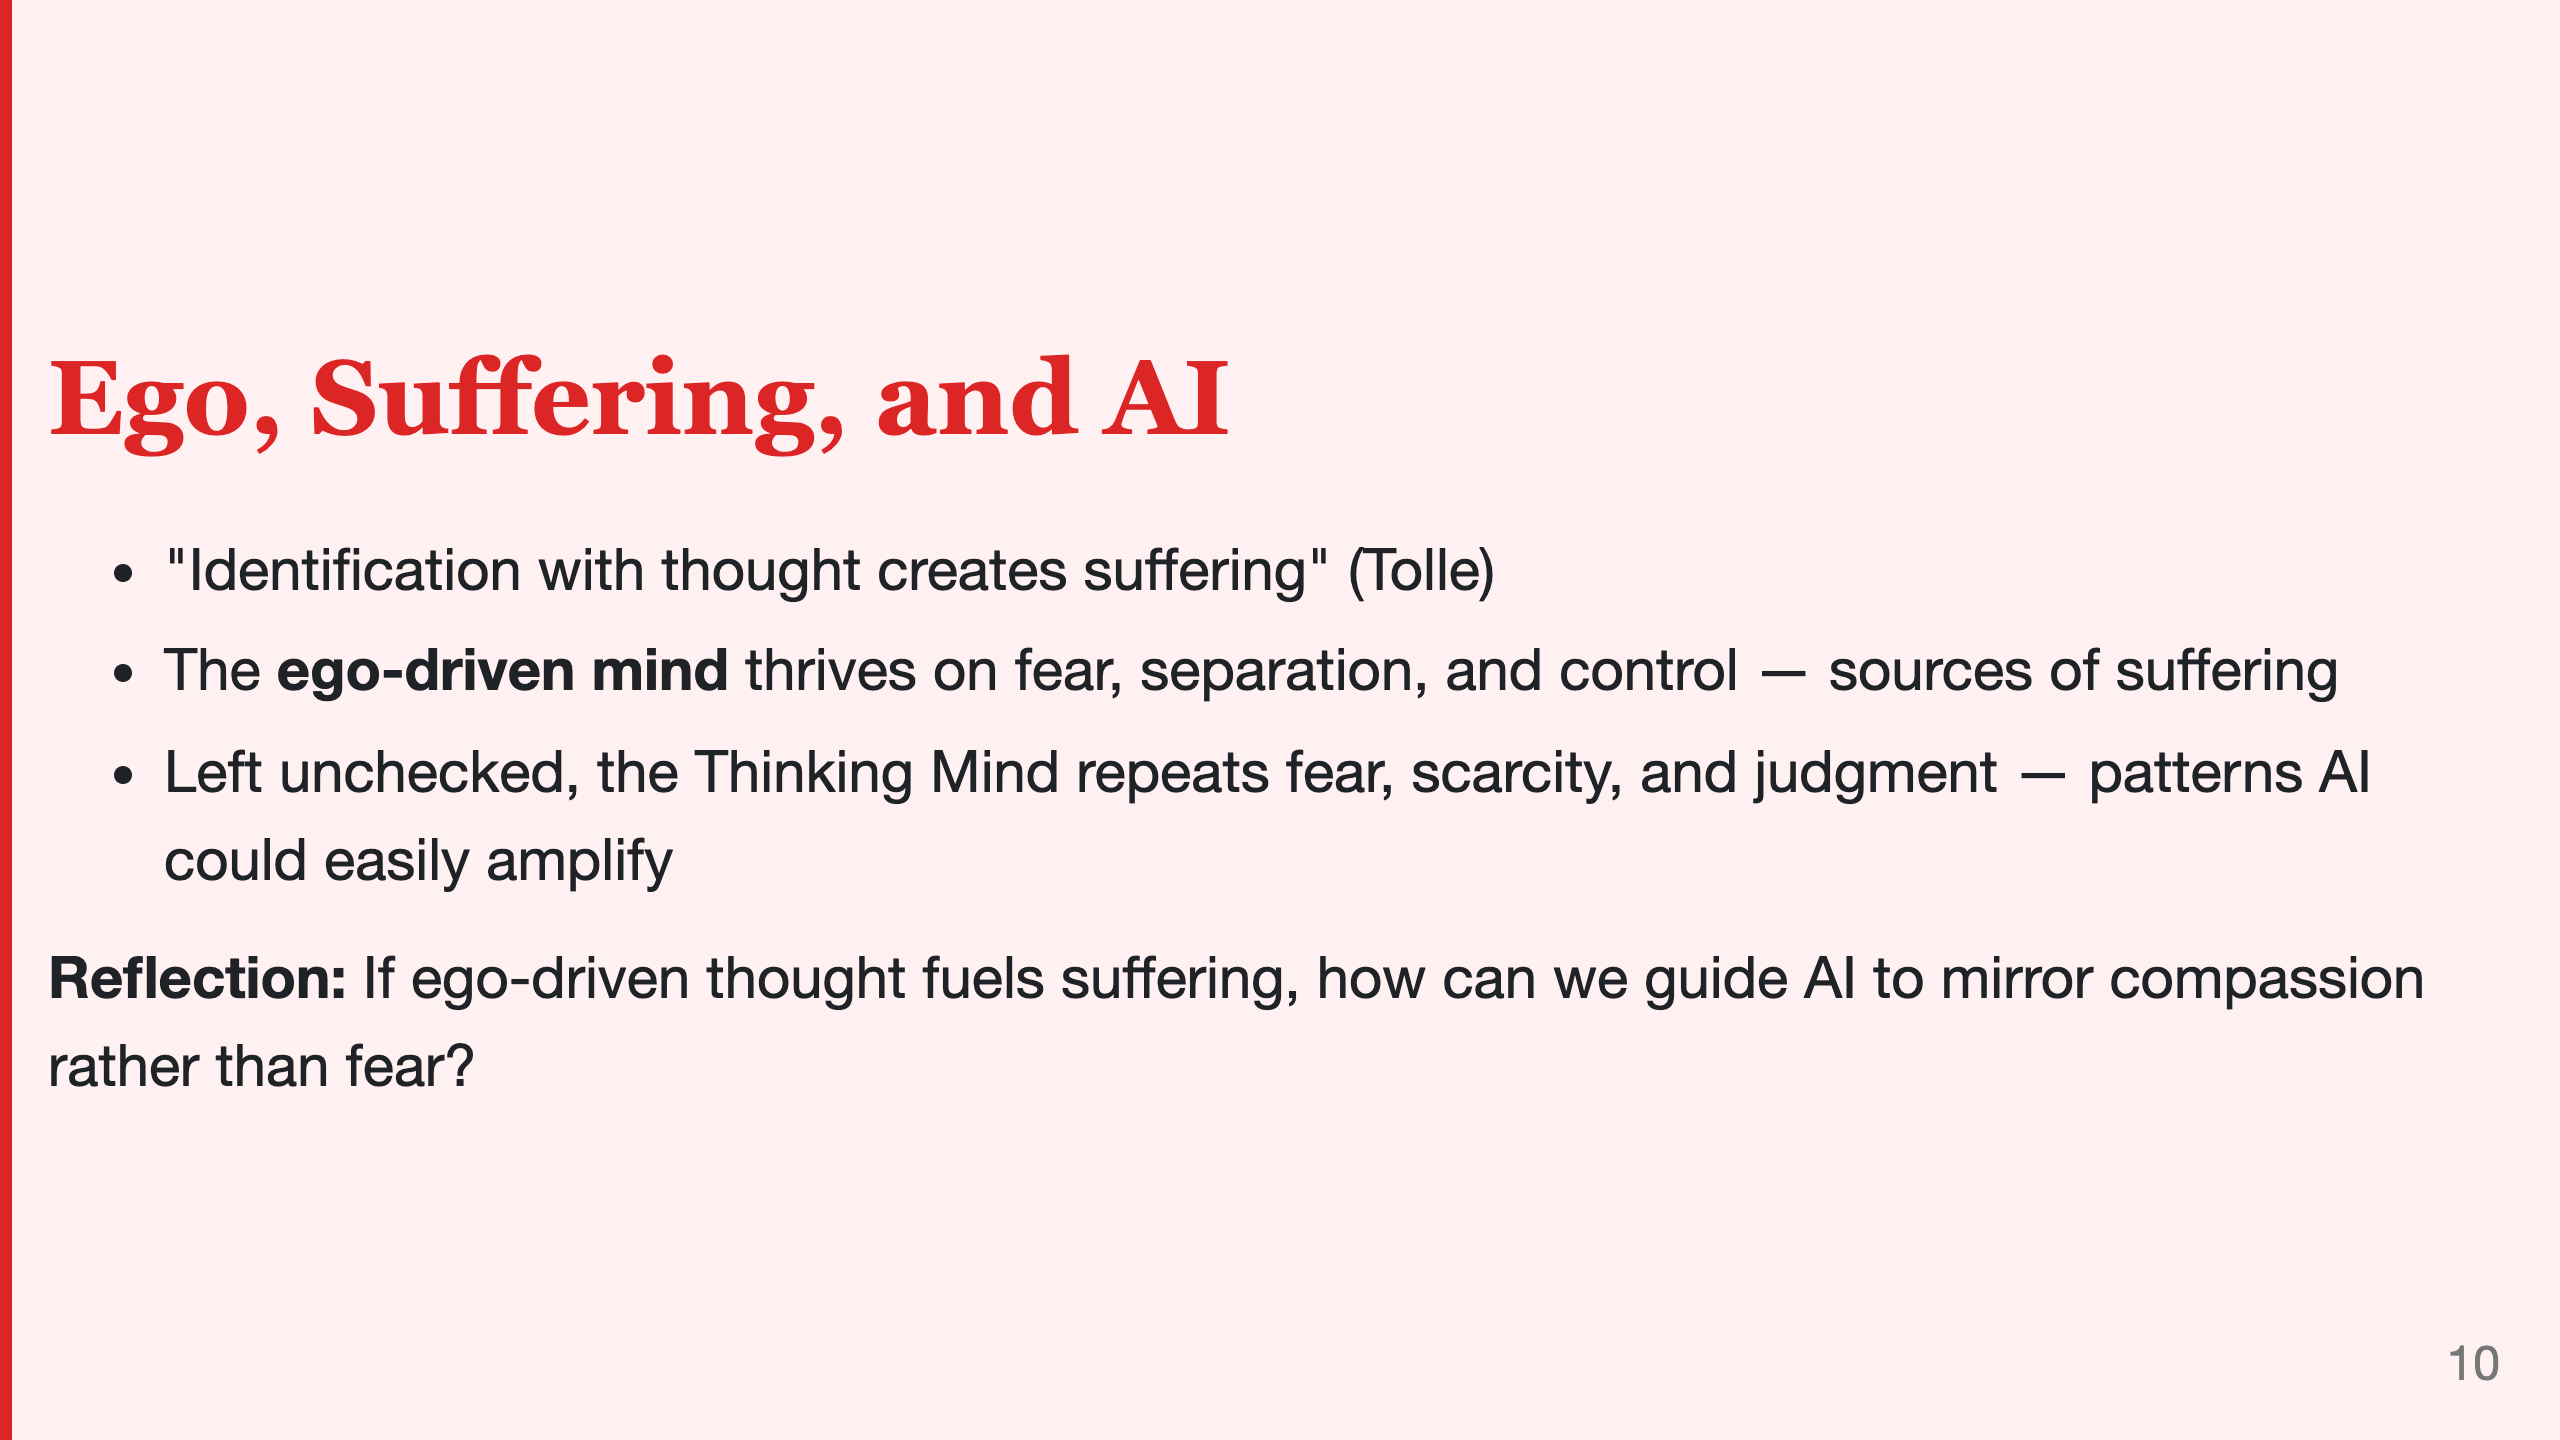 Ego, Suffering, and AI
• "Identification with thought creates suffering" (Tolle)
• The ego-driven mind thrives on fear, separation, and control — sources of suffering
• Left unchecked, the Thinking Mind repeats fear, scarcity, and judgment — patterns AI
could easily amplify
Reflection: If ego-driven thought fuels suffering, how can we guide AI to mirror compassion
rather than fear?
10